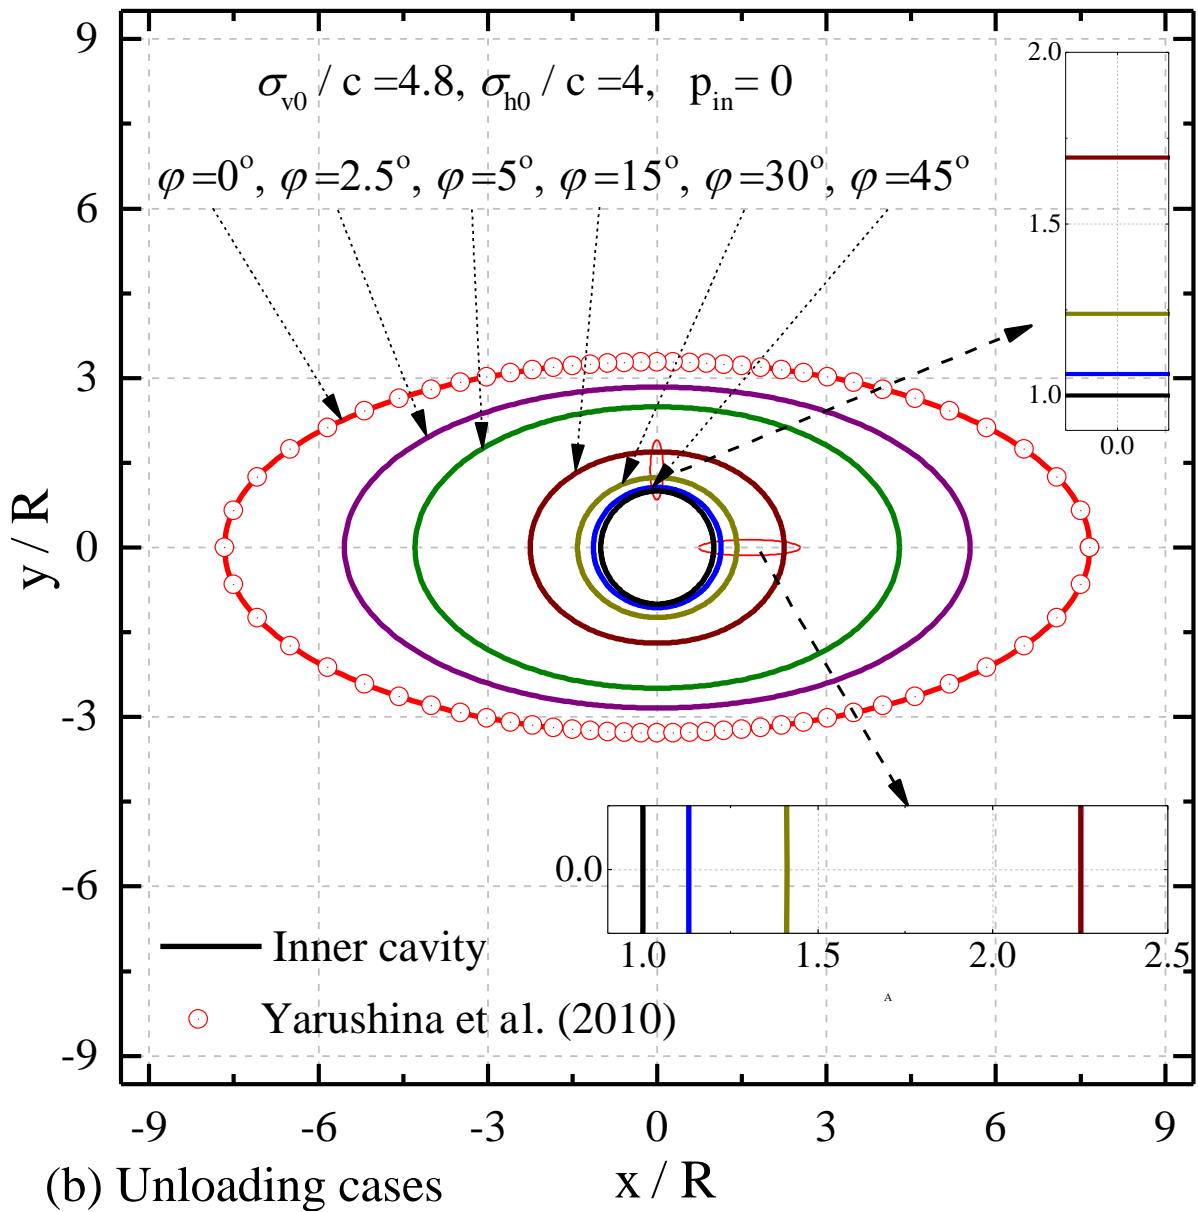 9
6
3
0
-3
-6
-9
y / R
σv0 / c =4.8, σh0 / c =4, pin= 0
φ=0°, φ=2.5°, φ=5°, φ=15°, φ=30°, φ=45°
2.0
1.5
1.0
0.0
0.0
1.0 1.5 2.0 2.5
Inner cavity
A
Yarushina et al. (2010)
-9 -6 -3 0 3 6 9
(b) Unloading cases
x / R